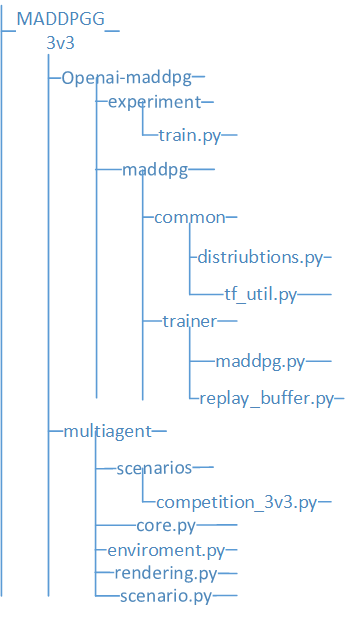 MADDPGG
3v3
Openai-maddpg
experiment
train.py
maddpg
common
distriubtions.py
tf_util.py
trainer
maddpg.py
replay_buffer.py
multiagent
scenarios
competition_3v3.py
core.py
enviroment.py
rendering.py
scenario.py